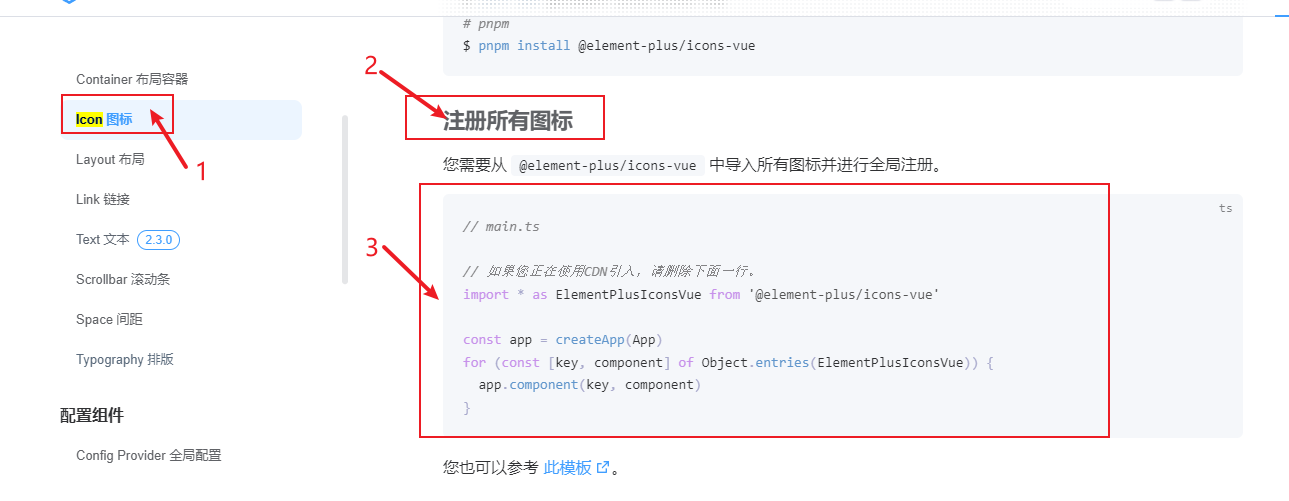 # pnpm
$ pnpm install @element-plus/icons-vue
Container 布局容器
Icon 图标
Layout 布局
Link 链接
Text 文本 2.3.0
Scrollbar 滚动条
Space 间距
Typography 排版
配置组件
Config Provider 全局配置
1
2
注册所有图标
您需要从 @element-plus/icons-vue 中导入所有图标并进行全局注册。
3
ts
// main.ts
// 如果您正在使用CDN引入，请删除下面一行。
import * as ElementPlusIconsVue from '@element-plus/icons-vue'
const app = createApp(App)
for (const [key, component] of Object.entries(ElementPlusIconsVue)) {
  app.component(key, component)
}
您也可以参考 此模板 。